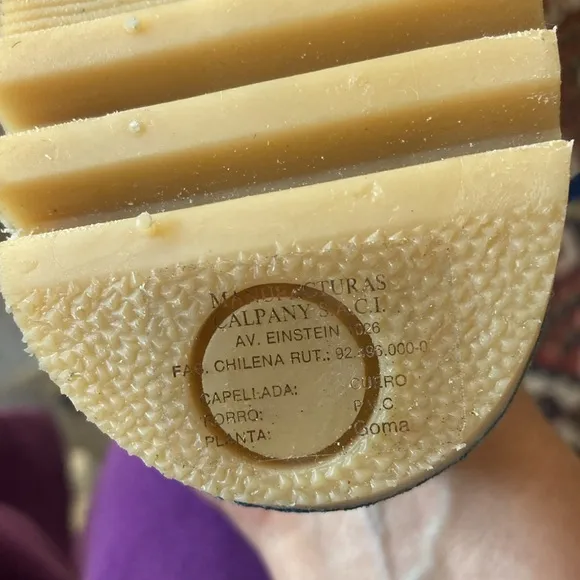 MANUFACTURAS
CALPANY S.A.C.I.
AV. EINSTEIN
FAB. CHILENA RUT.:
CAPELLADA: CUERO
FORRO:
PLANTA: Goma